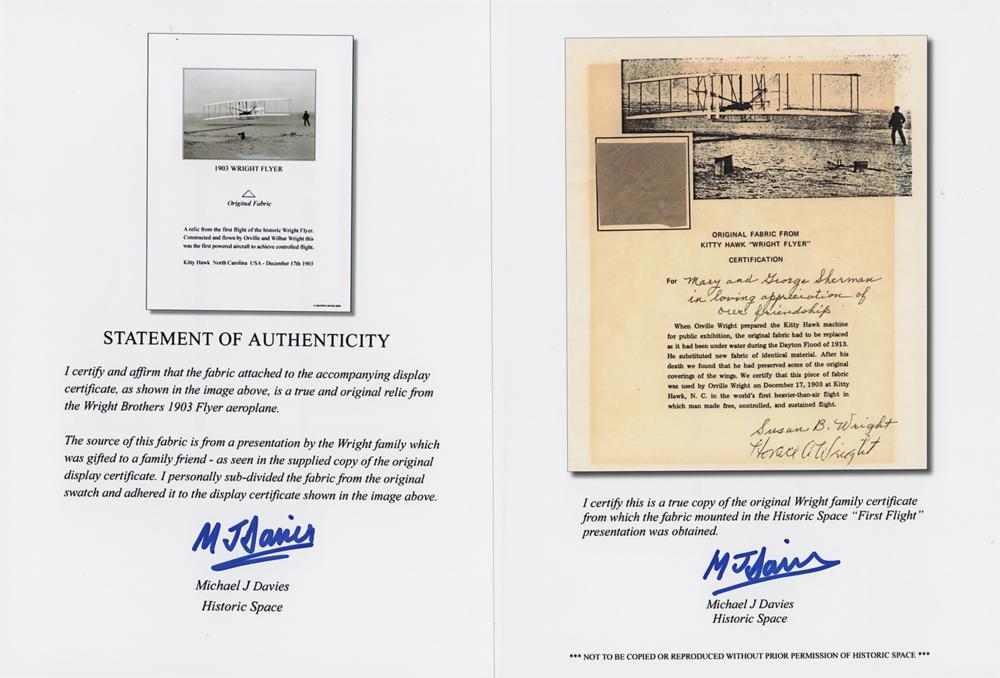 1903 WRIGHT FLYER
Original Fabric
A relic from the first flight of the historic Wright Flyer.
Constructed and flown by Orville and Wilbur Wright this
was the first powered aircraft to achieve controlled flight.
Kitty Hawk North Carolina USA - December 17th 1903
STATEMENT OF AUTHENTICITY
I certify and affirm that the fabric attached to the accompanying display
certificate, as shown in the image above, is a true and original relic from
the Wright Brothers 1903 Flyer aeroplane.
The source of this fabric is from a presentation by the Wright family which
was gifted to a family friend - as seen in the supplied copy of the original
display certificate. I personally sub-divided the fabric from the original
swatch and adhered it to the display certificate shown in the image above.
M J Davies
Michael J Davies
Historic Space
ORIGINAL FABRIC FROM
KITTY HAWK "WRIGHT FLYER"
CERTIFICATION
For Mary and George Sherman
in loving appreciation of
our friendship
When Orville Wright prepared the Kitty Hawk machine
for public exhibition, the original fabric had to be replaced
as it had been under water during the Dayton Flood of 1913.
He substituted new fabric of identical material. After his
death we found that he had preserved some of the original
coverings of the wings. We certify that this piece of fabric
was used by Orville Wright on December 17, 1903 at Kitty
Hawk, N. C. in the world's first heavier-than-air flight in
which man made free, controlled, and sustained flight.
Susan B. Wright
Horace A Wright
I certify this is a true copy of the original Wright family certificate
from which the fabric mounted in the Historic Space “First Flight”
presentation was obtained.
M J Davies
Michael J Davies
Historic Space
*** NOT TO BE COPIED OR REPRODUCED WITHOUT PRIOR PERMISSION OF HISTORIC SPACE ***